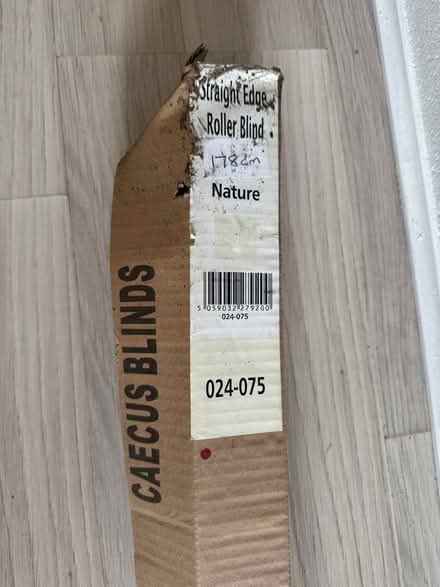 Straight Edge
Roller Blind
178cm
Nature
5 059032 279200
024-075
024-075
CAECUS BLINDS